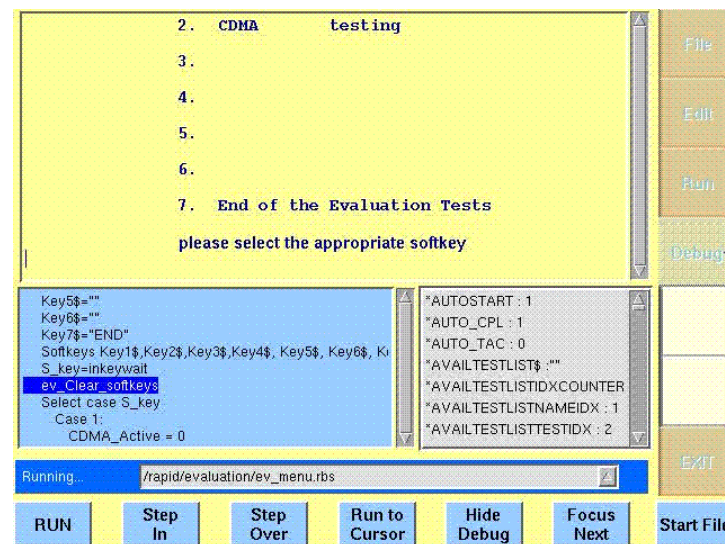 2. CDMA testing
3.
4.
5.
6.
7. End of the Evaluation Tests
please select the appropriate softkey
File
Edit
Run
Debug
EXIT
Key5$=""
Key6$=""
Key7$="END"
Softkeys Key1$,Key2$,Key3$,Key4$, Key5$, Key6$, K
S_key=inkeywait
ev_Clear_softkeys
Select case S_key
Case 1:
CDMA_Active = 0
*AUTOSTART : 1
*AUTO_CPL : 1
*AUTO_TAC : 0
*AVAILTESTLIST$ :""
*AVAILTESTLISTIDXCOUNTER
*AVAILTESTLISTNAMEIDX : 1
*AVAILTESTLISTTESTIDX : 2
Running... /rapid/evaluation/ev_menu.rbs
RUN
Step In
Step Over
Run to Cursor
Hide Debug
Focus Next
Start File